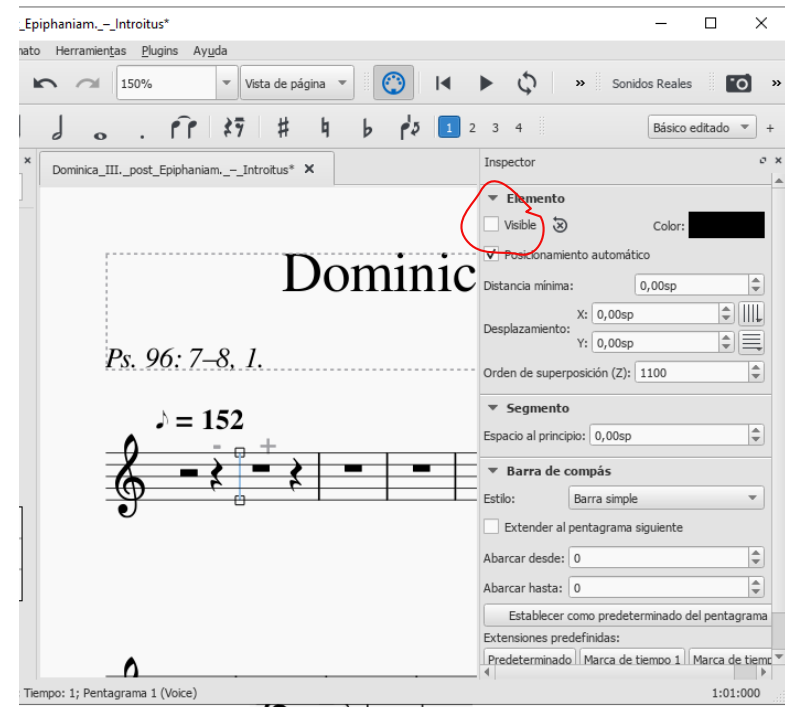 _Epiphaniam._–_Introitus*
Herramientas Plugins Ayuda
150% Vista de página » Sonidos Reales »
1 2 3 4 Básico editado +
Dominica_III._post_Epiphaniam._–_Introitus* X
Inspector
Elemento
Visible Color:
Posicionamiento automático
Distancia mínima: 0,00sp
Desplazamiento: X: 0,00sp
Y: 0,00sp
Orden de superposición (Z): 1100
Segmento
Espacio al principio: 0,00sp
Barra de compás
Estilo: Barra simple
Extender al pentagrama siguiente
Abarcar desde: 0
Abarcar hasta: 0
Establecer como predeterminado del pentagrama
Extensiones predefinidas:
Predeterminado Marca de tiempo 1 Marca de tiemp
Dominic
Ps. 96: 7–8, 1.
♪ = 152
- +
Tiempo: 1; Pentagrama 1 (Voice) 1:01:000